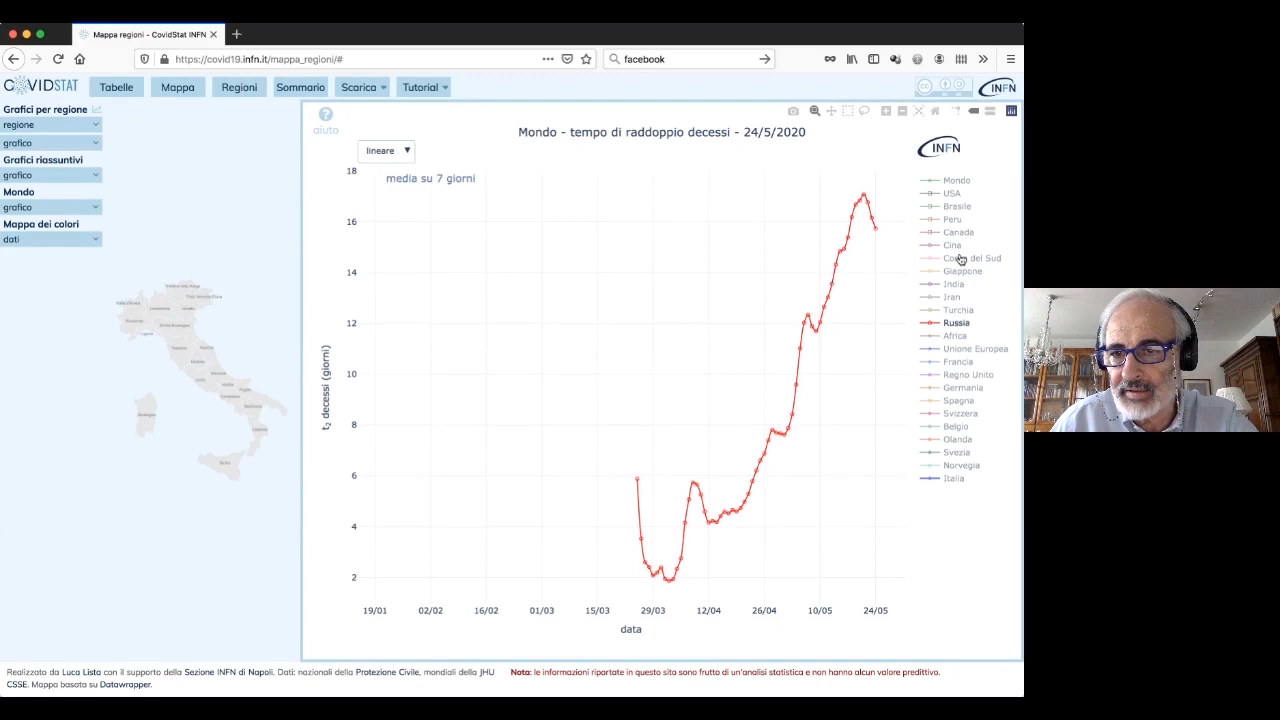 Mappa regioni - CovidStat INFN
https://covid19.infn.it/mappa_regioni/#
facebook
COVIDSTAT
Tabelle
Mappa
Regioni
Sommario
Scarica
Tutorial
INFN
Grafici per regione
regione
grafico
Grafici riassuntivi
grafico
Mondo
grafico
Mappa dei colori
dati
aiuto
Mondo - tempo di raddoppio decessi - 24/5/2020
lineare
media su 7 giorni
INFN
18
16
14
12
10
8
6
4
2
t2 decessi (giorni)
19/01
02/02
16/02
01/03
15/03
29/03
12/04
26/04
10/05
24/05
data
Mondo
USA
Brasile
Peru
Canada
Cina
Corea del Sud
Giappone
India
Iran
Turchia
Russia
Africa
Unione Europea
Francia
Regno Unito
Germania
Spagna
Svizzera
Belgio
Olanda
Svezia
Norvegia
Italia
Realizzato da Luca Lista con il supporto della Sezione INFN di Napoli. Dati: nazionali della Protezione Civile, mondiali della JHU
CSSE. Mappa basata su Datawrapper.
Nota: le informazioni riportate in questo sito sono frutto di un'analisi statistica e non hanno alcun valore predittivo.